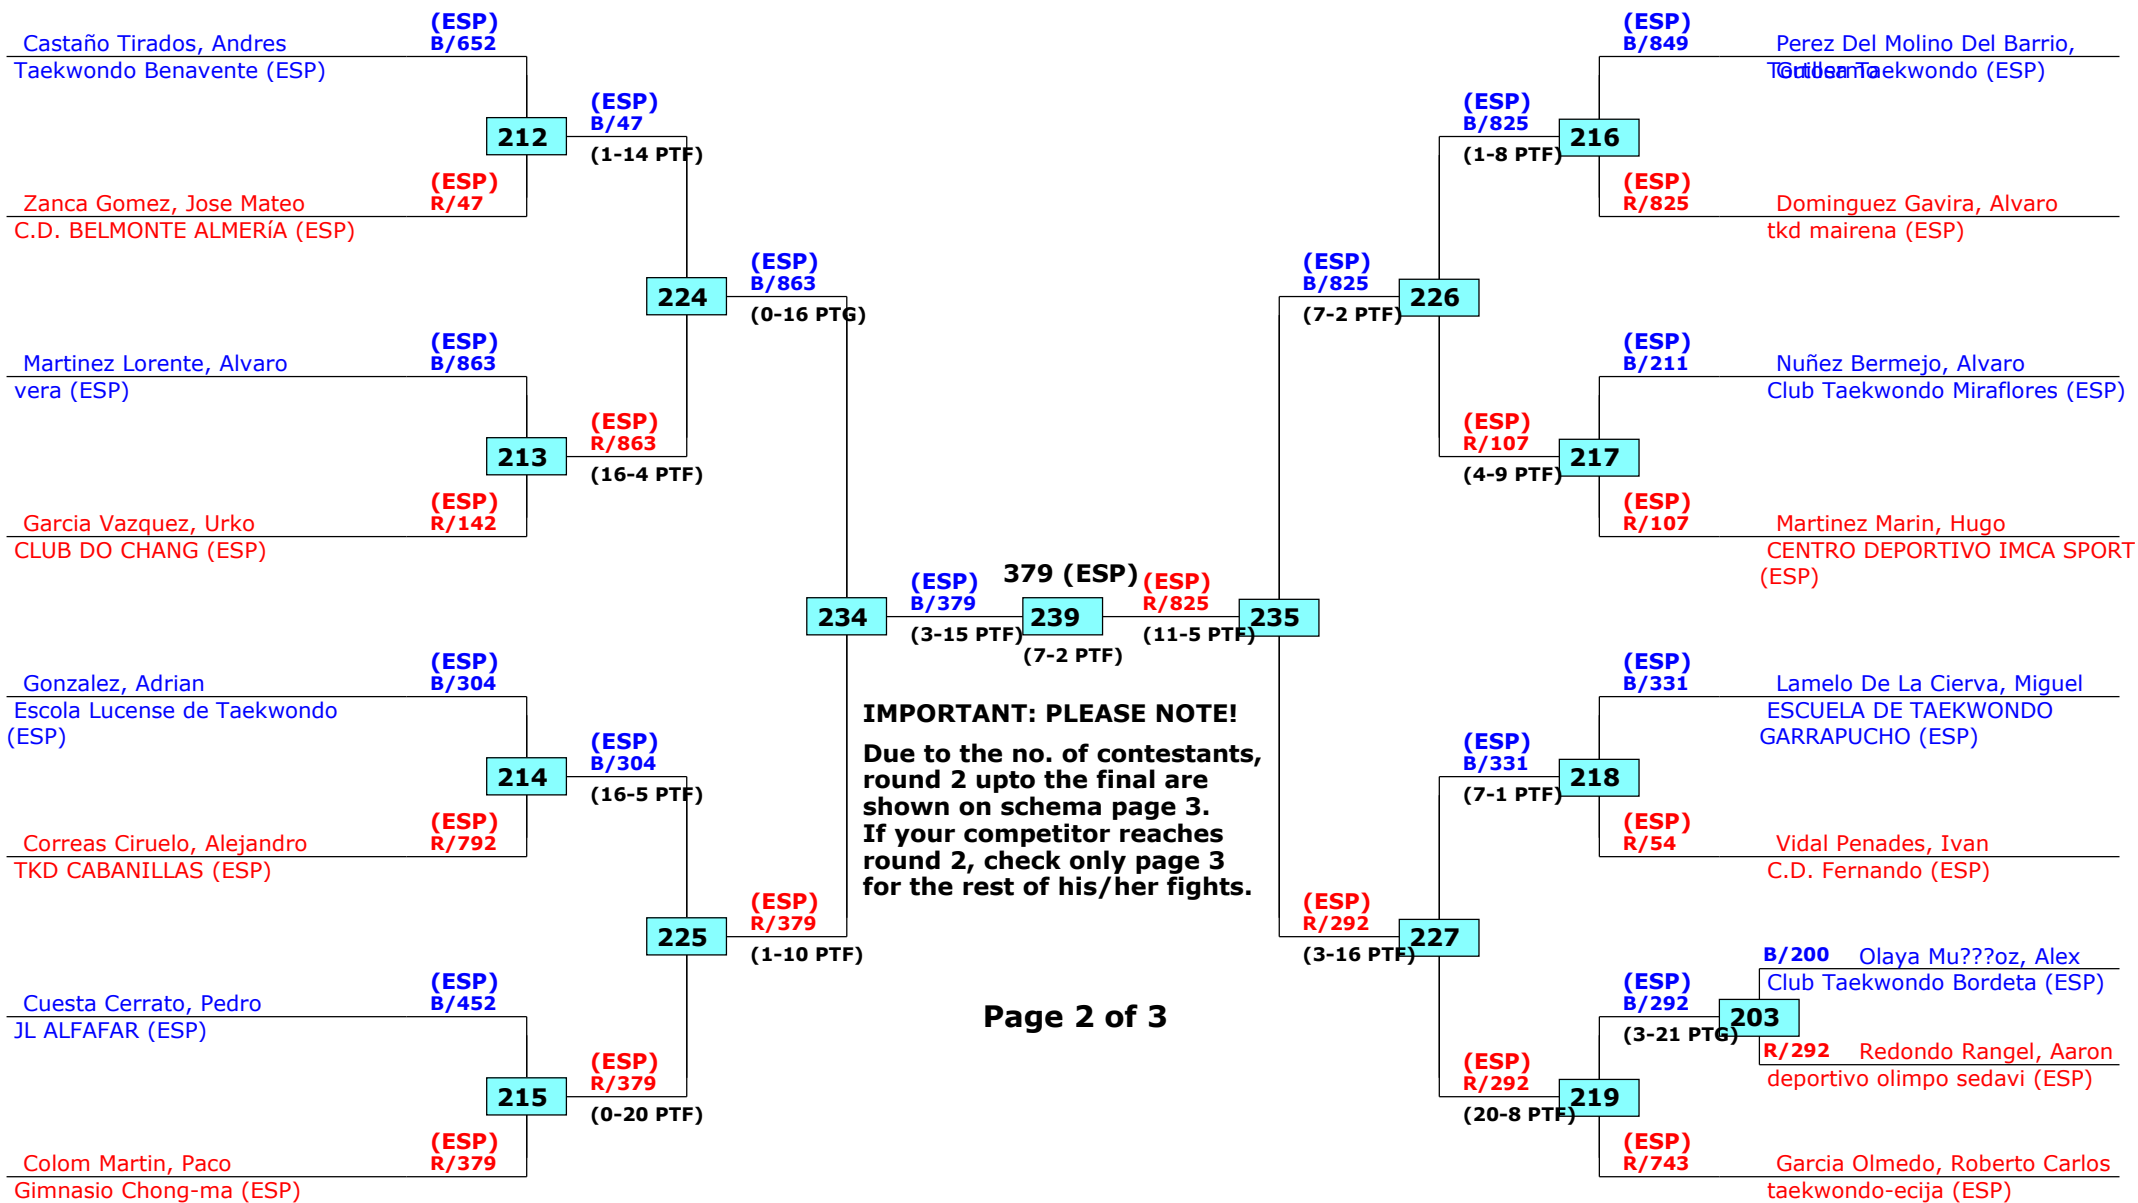 (ESP)
B/652
Castaño Tirados, Andres
Taekwondo Benavente (ESP)
212
(ESP)
B/47
(1-14 PTF)
(ESP)
R/47
Zanca Gomez, Jose Mateo
C.D. BELMONTE ALMERíA (ESP)
224
(ESP)
B/863
(0-16 PTG)
(ESP)
B/863
Martinez Lorente, Alvaro
vera (ESP)
213
(ESP)
R/863
(16-4 PTF)
(ESP)
R/142
Garcia Vazquez, Urko
CLUB DO CHANG (ESP)
234
(ESP)
B/379
(3-15 PTF)
(ESP)
B/304
Gonzalez, Adrian
Escola Lucense de Taekwondo
(ESP)
214
(ESP)
B/304
(16-5 PTF)
(ESP)
R/792
Correas Ciruelo, Alejandro
TKD CABANILLAS (ESP)
225
(ESP)
R/379
(1-10 PTF)
(ESP)
B/452
Cuesta Cerrato, Pedro
JL ALFAFAR (ESP)
215
(ESP)
R/379
(0-20 PTF)
(ESP)
R/379
Colom Martin, Paco
Gimnasio Chong-ma (ESP)
379 (ESP)
239
(7-2 PTF)
IMPORTANT: PLEASE NOTE!
Due to the no. of contestants,
round 2 upto the final are
shown on schema page 3.
If your competitor reaches
round 2, check only page 3
for the rest of his/her fights.
Page 2 of 3
(ESP)
R/825
(11-5 PTF)
235
(ESP)
B/849
Perez Del Molino Del Barrio,
Guillermo
Tortosa Taekwondo (ESP)
(ESP)
B/825
(1-8 PTF)
216
(ESP)
R/825
Dominguez Gavira, Alvaro
tkd mairena (ESP)
(ESP)
B/825
(7-2 PTF)
226
(ESP)
B/211
Nuñez Bermejo, Alvaro
Club Taekwondo Miraflores (ESP)
(ESP)
R/107
(4-9 PTF)
217
(ESP)
R/107
Martinez Marin, Hugo
CENTRO DEPORTIVO IMCA SPORT
(ESP)
(ESP)
B/331
Lamelo De La Cierva, Miguel
ESCUELA DE TAEKWONDO
GARRAPUCHO (ESP)
(ESP)
B/331
(7-1 PTF)
218
(ESP)
R/54
Vidal Penades, Ivan
C.D. Fernando (ESP)
(ESP)
R/292
(3-16 PTF)
227
B/200 Olaya Mu???oz, Alex
Club Taekwondo Bordeta (ESP)
(ESP)
B/292
(3-21 PTG)
203
R/292 Redondo Rangel, Aaron
deportivo olimpo sedavi (ESP)
(ESP)
R/292
(20-8 PTF)
219
(ESP)
R/743
Garcia Olmedo, Roberto Carlos
taekwondo-ecija (ESP)